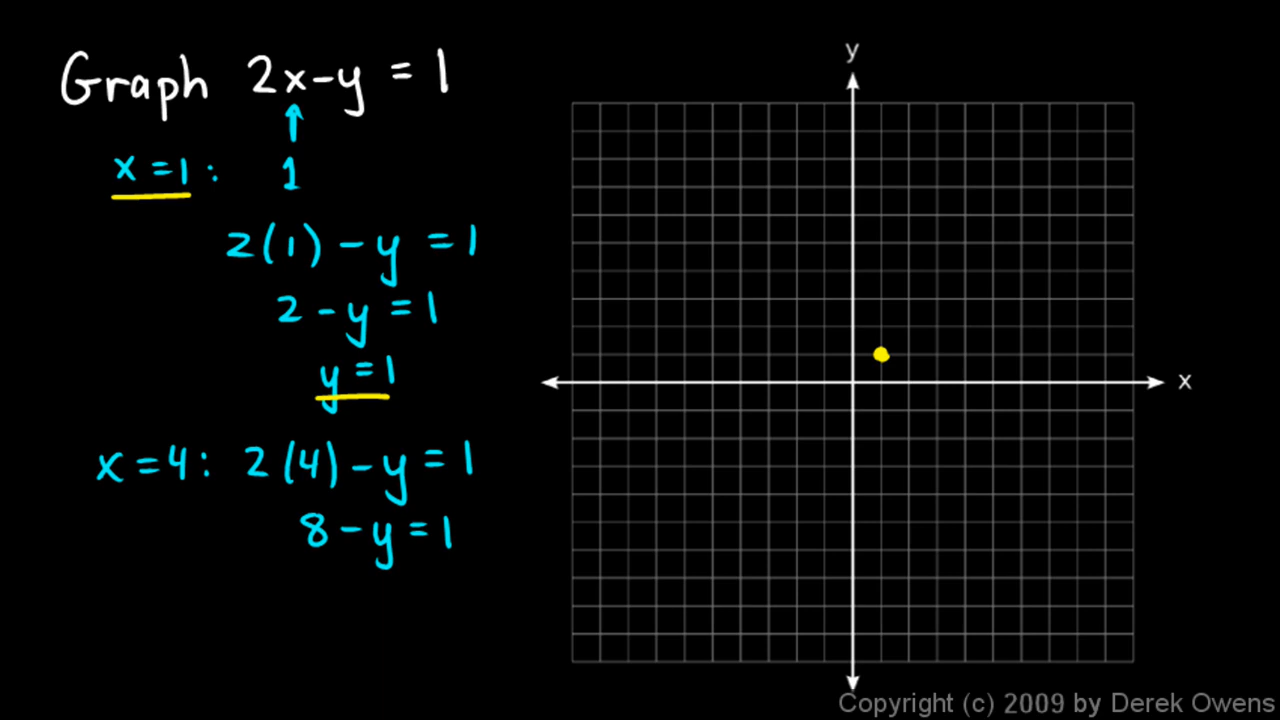 Graph 2x-y = 1
x = 1 : 1
2(1) - y = 1
2 - y = 1
y = 1
x = 4 : 2(4) - y = 1
8 - y = 1
y
x
Copyright (c) 2009 by Derek Owens